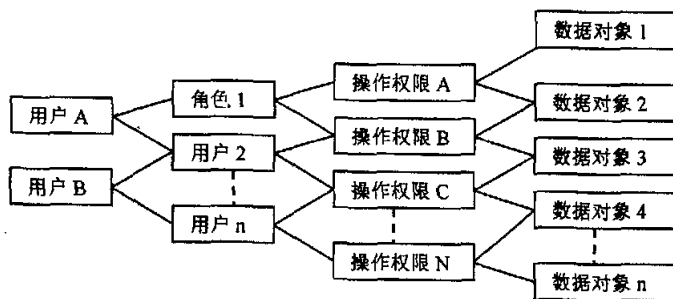 用户 A
用户 B
角色 1
用户 2
用户 n
操作权限 A
操作权限 B
操作权限 C
操作权限 N
数据对象 1
数据对象 2
数据对象 3
数据对象 4
数据对象 n